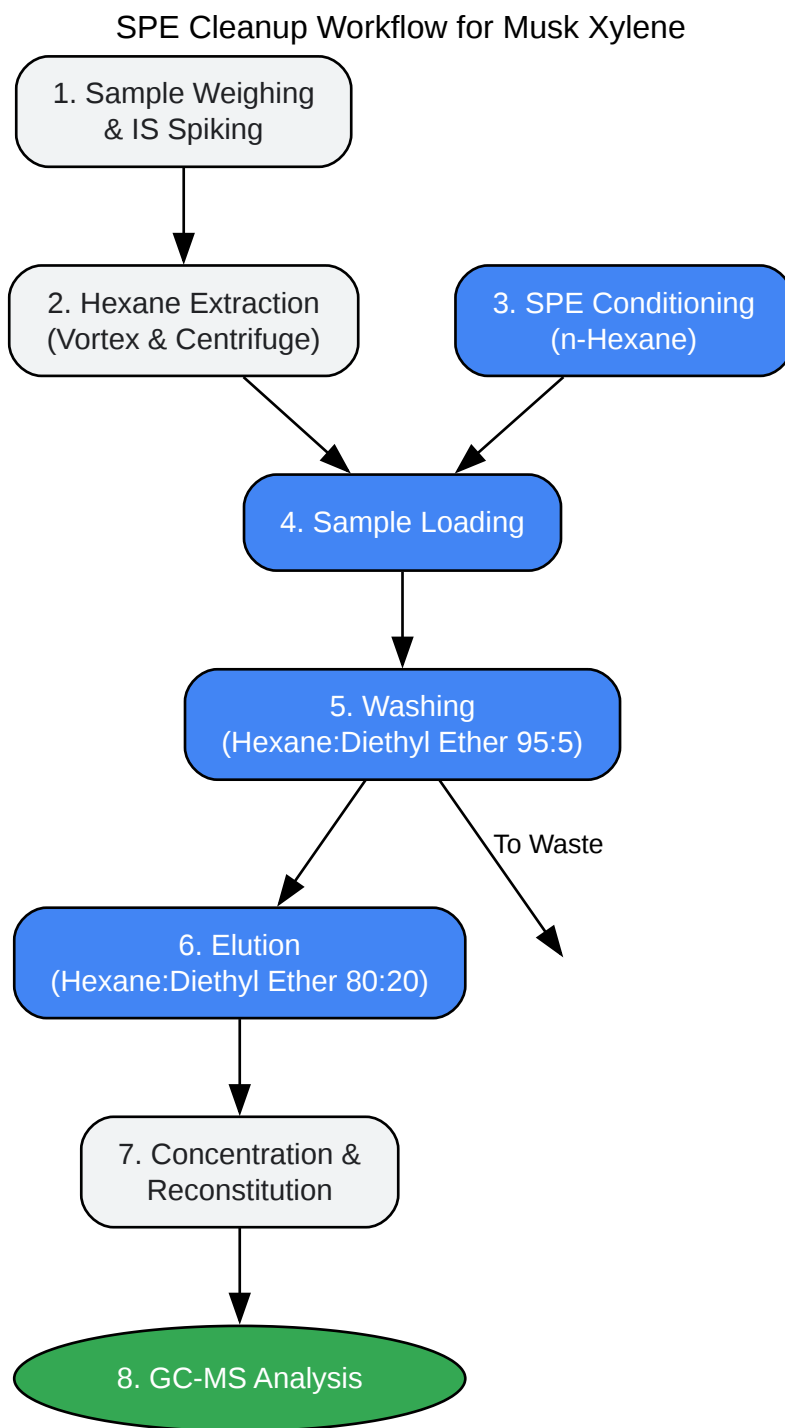 SPE Cleanup Workflow for Musk Xylene
1. Sample Weighing
& IS Spiking
2. Hexane Extraction
(Vortex & Centrifuge)
3. SPE Conditioning
(n-Hexane)
4. Sample Loading
5. Washing
(Hexane:Diethyl Ether 95:5)
To Waste
6. Elution
(Hexane:Diethyl Ether 80:20)
7. Concentration &
Reconstitution
8. GC-MS Analysis